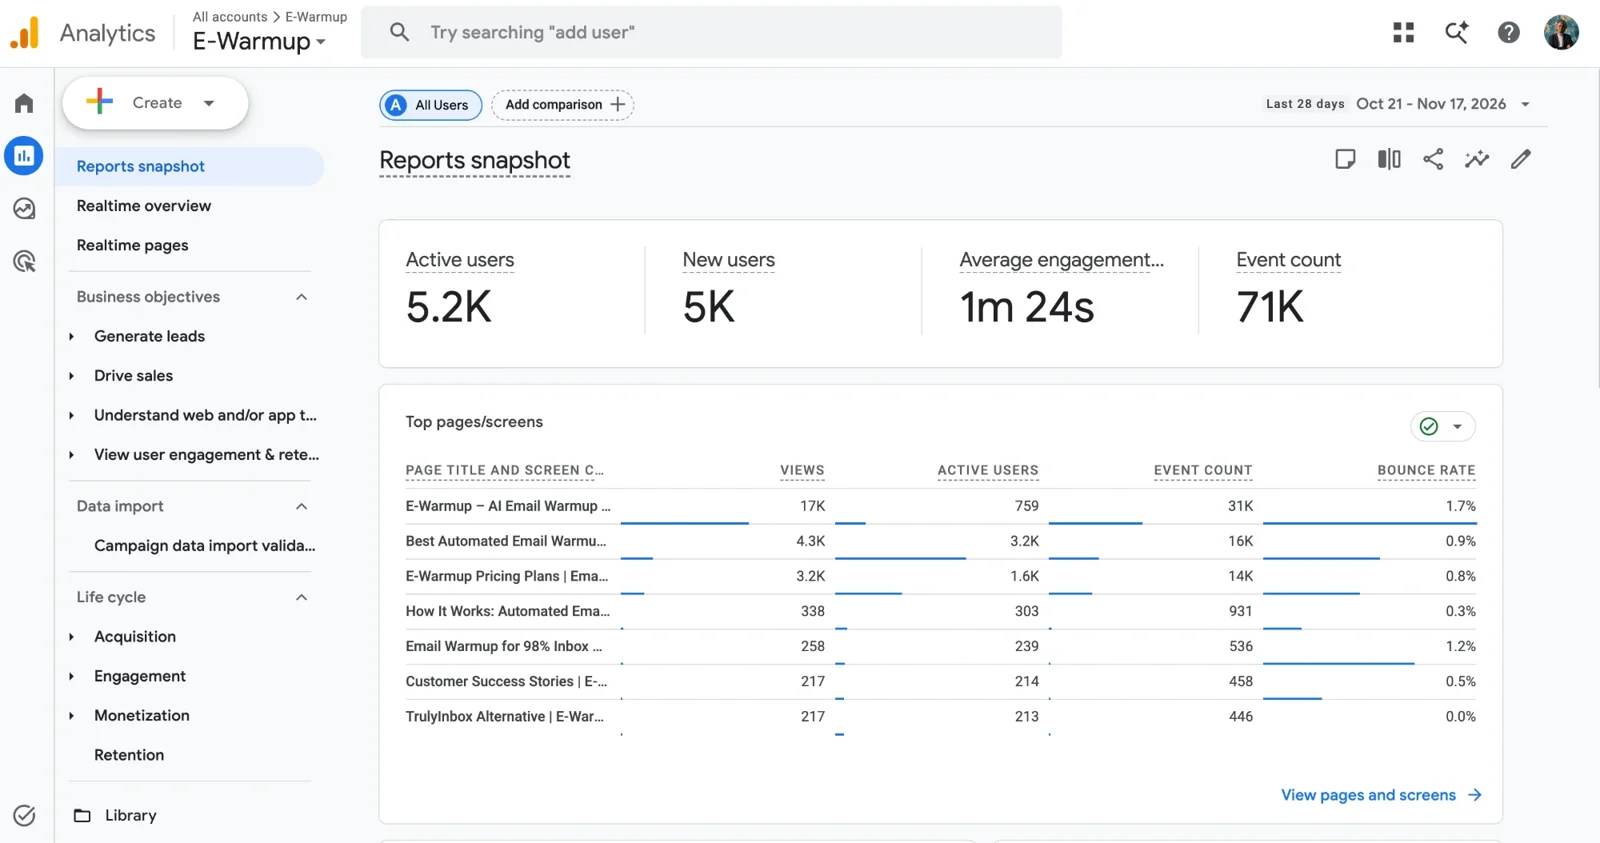 Analytics
All accounts > E-Warmup
E-Warmup
Try searching "add user"
Create
Reports snapshot
Realtime overview
Realtime pages
Business objectives
Generate leads
Drive sales
Understand web and/or app t...
View user engagement & rete...
Data import
Campaign data import valida...
Life cycle
Acquisition
Engagement
Monetization
Retention
Library
A All Users
Add comparison +
Last 28 days Oct 21 - Nov 17, 2026
Reports snapshot
Active users
5.2K
New users
5K
Average engagement...
1m 24s
Event count
71K
Top pages/screens
PAGE TITLE AND SCREEN C... VIEWS ACTIVE USERS EVENT COUNT BOUNCE RATE
E-Warmup – AI Email Warmup ... 17K 759 31K 1.7%
Best Automated Email Warmu... 4.3K 3.2K 16K 0.9%
E-Warmup Pricing Plans | Ema... 3.2K 1.6K 14K 0.8%
How It Works: Automated Ema... 338 303 931 0.3%
Email Warmup for 98% Inbox ... 258 239 536 1.2%
Customer Success Stories | E-... 217 214 458 0.5%
TrulyInbox Alternative | E-War... 217 213 446 0.0%
View pages and screens